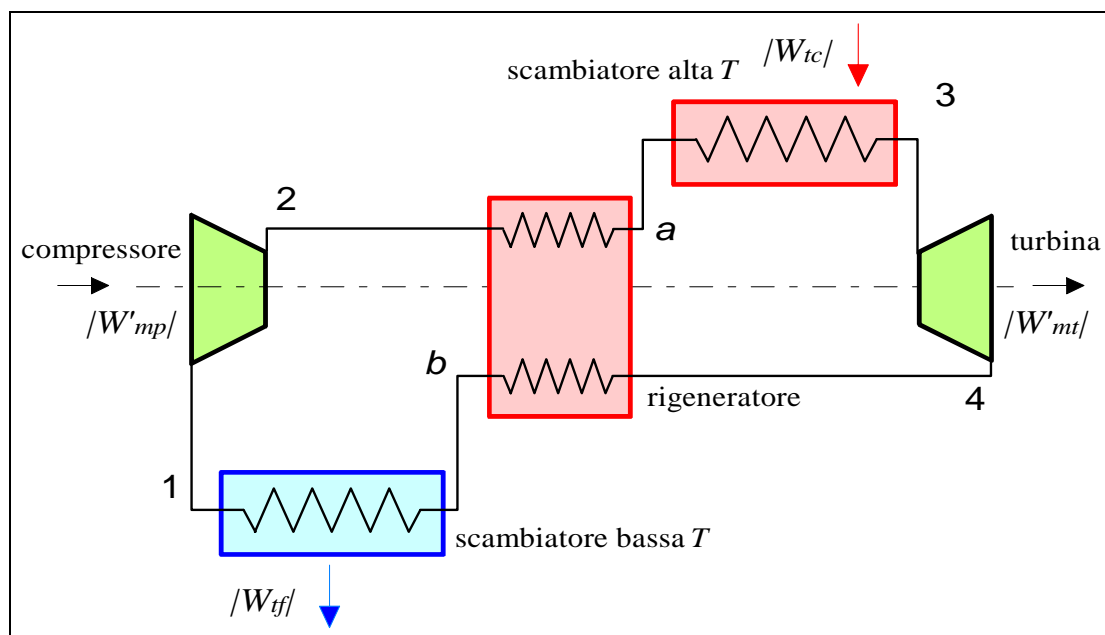 |W_tc|
scambiatore alta T
3
2
a
compressore
turbina
|W'_mp|
|W'_mt|
b
rigeneratore
4
1
scambiatore bassa T
|W_tf|